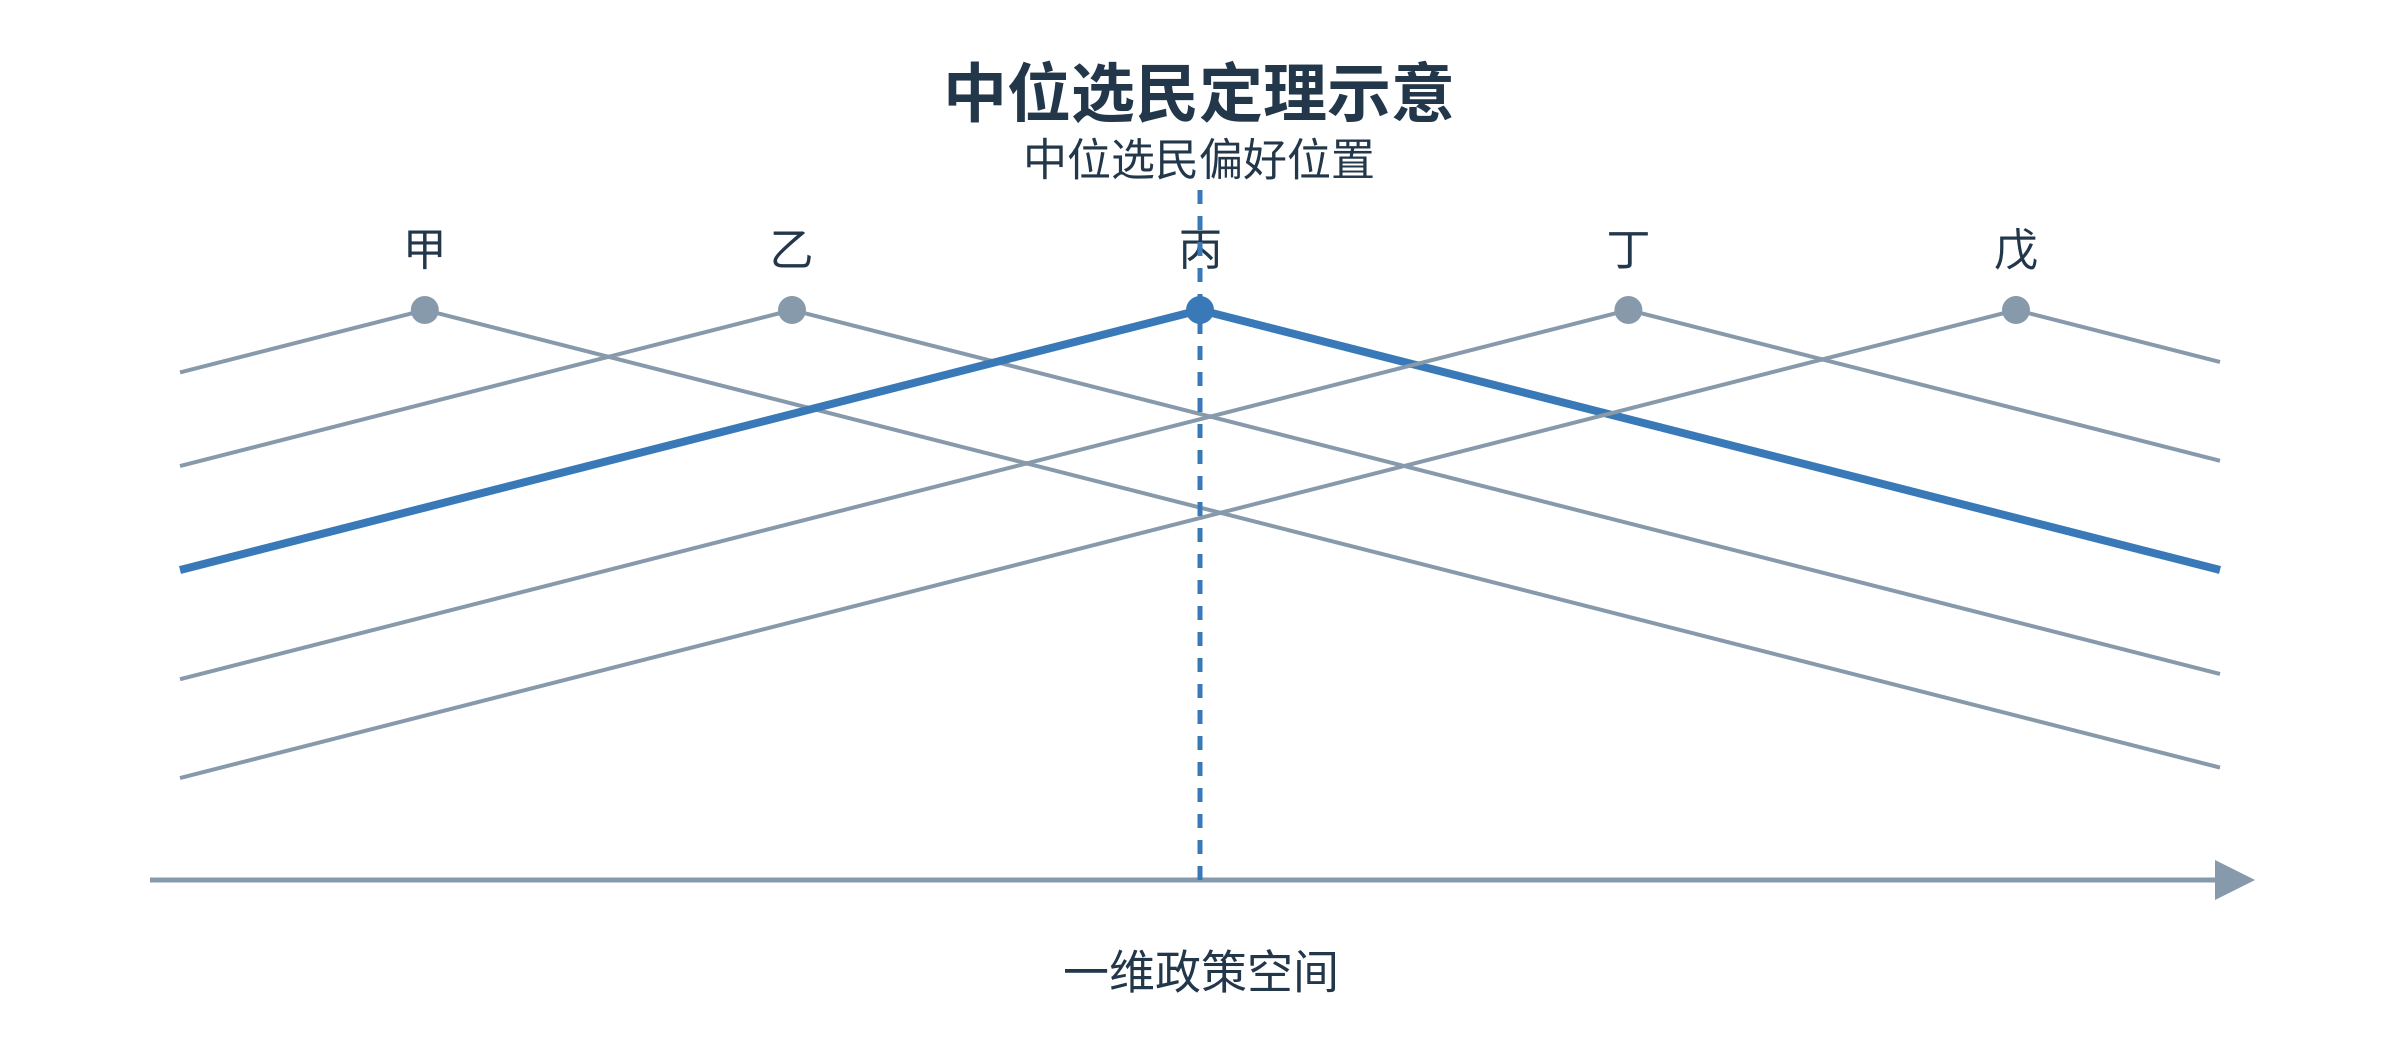 中位选民定理示意
中位选民偏好位置
甲 乙 丙 丁 戊
一维政策空间